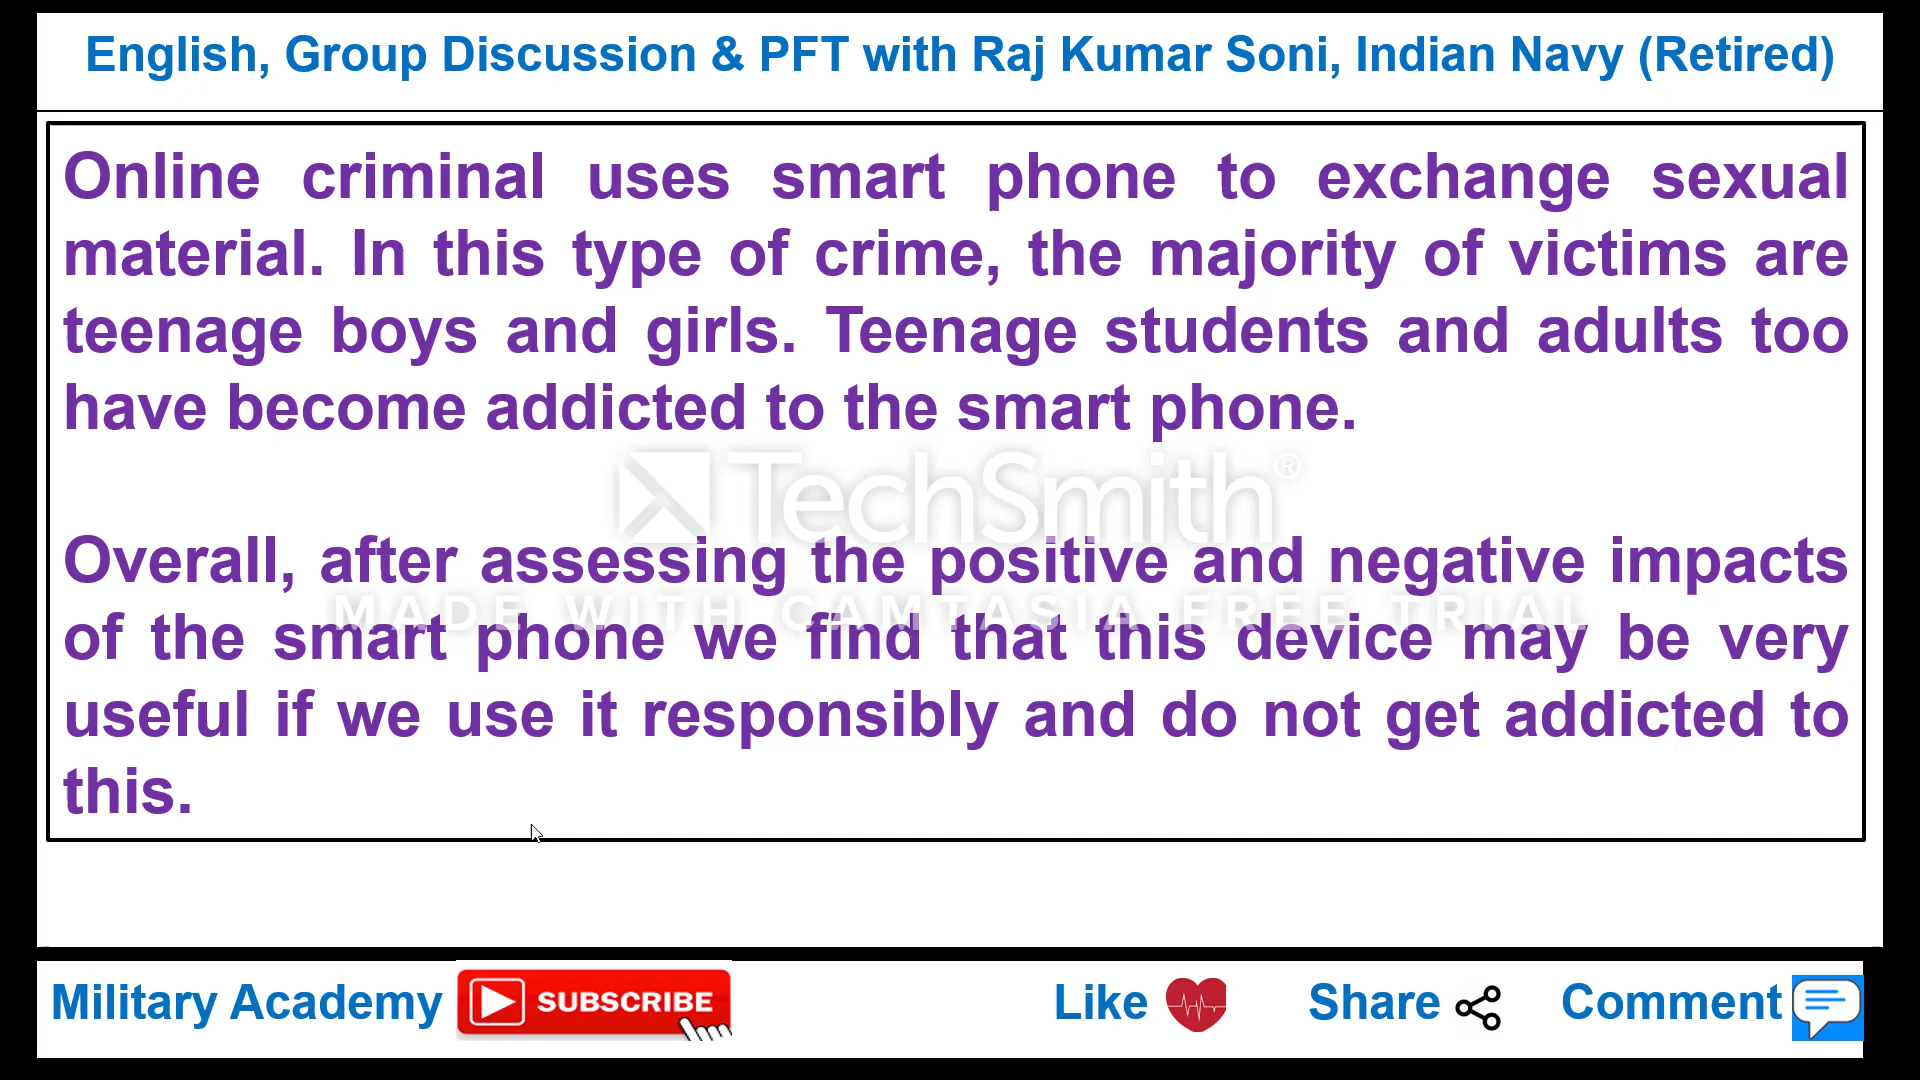 English, Group Discussion & PFT with Raj Kumar Soni, Indian Navy (Retired)
Online criminal uses smart phone to exchange sexual
material. In this type of crime, the majority of victims are
teenage boys and girls. Teenage students and adults too
have become addicted to the smart phone.
TechSmith®
Overall, after assessing the positive and negative impacts
MADE WITH CAMTASIA FREE TRIAL
of the smart phone we find that this device may be very
useful if we use it responsibly and do not get addicted to
this.
Military Academy SUBSCRIBE Like Share Comment